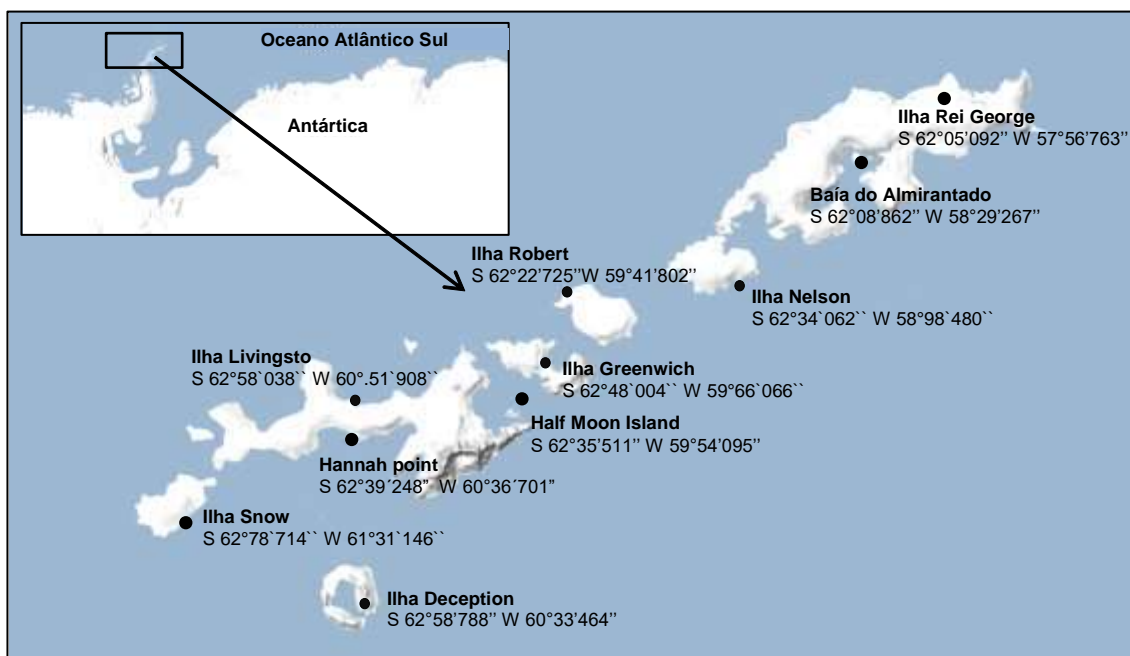 Oceano Atlântico Sul
Antártica
Ilha Rei George
S 62°05’092’’ W 57°56’763’’
Baía do Almirantado
S 62°08’862’’ W 58°29’267’’
Ilha Robert
S 62°22’725’’W 59°41’802’’
Ilha Nelson
S 62°34`062`` W 58°98`480``
Ilha Livingsto
S 62°58`038`` W 60°.51`908``
Ilha Greenwich
S 62°48`004`` W 59°66`066``
Half Moon Island
S 62°35’511’’ W 59°54’095’’
Hannah point
S 62°39´248” W 60°36´701”
Ilha Snow
S 62°78`714`` W 61°31`146``
Ilha Deception
S 62°58’788’’ W 60°33’464’’